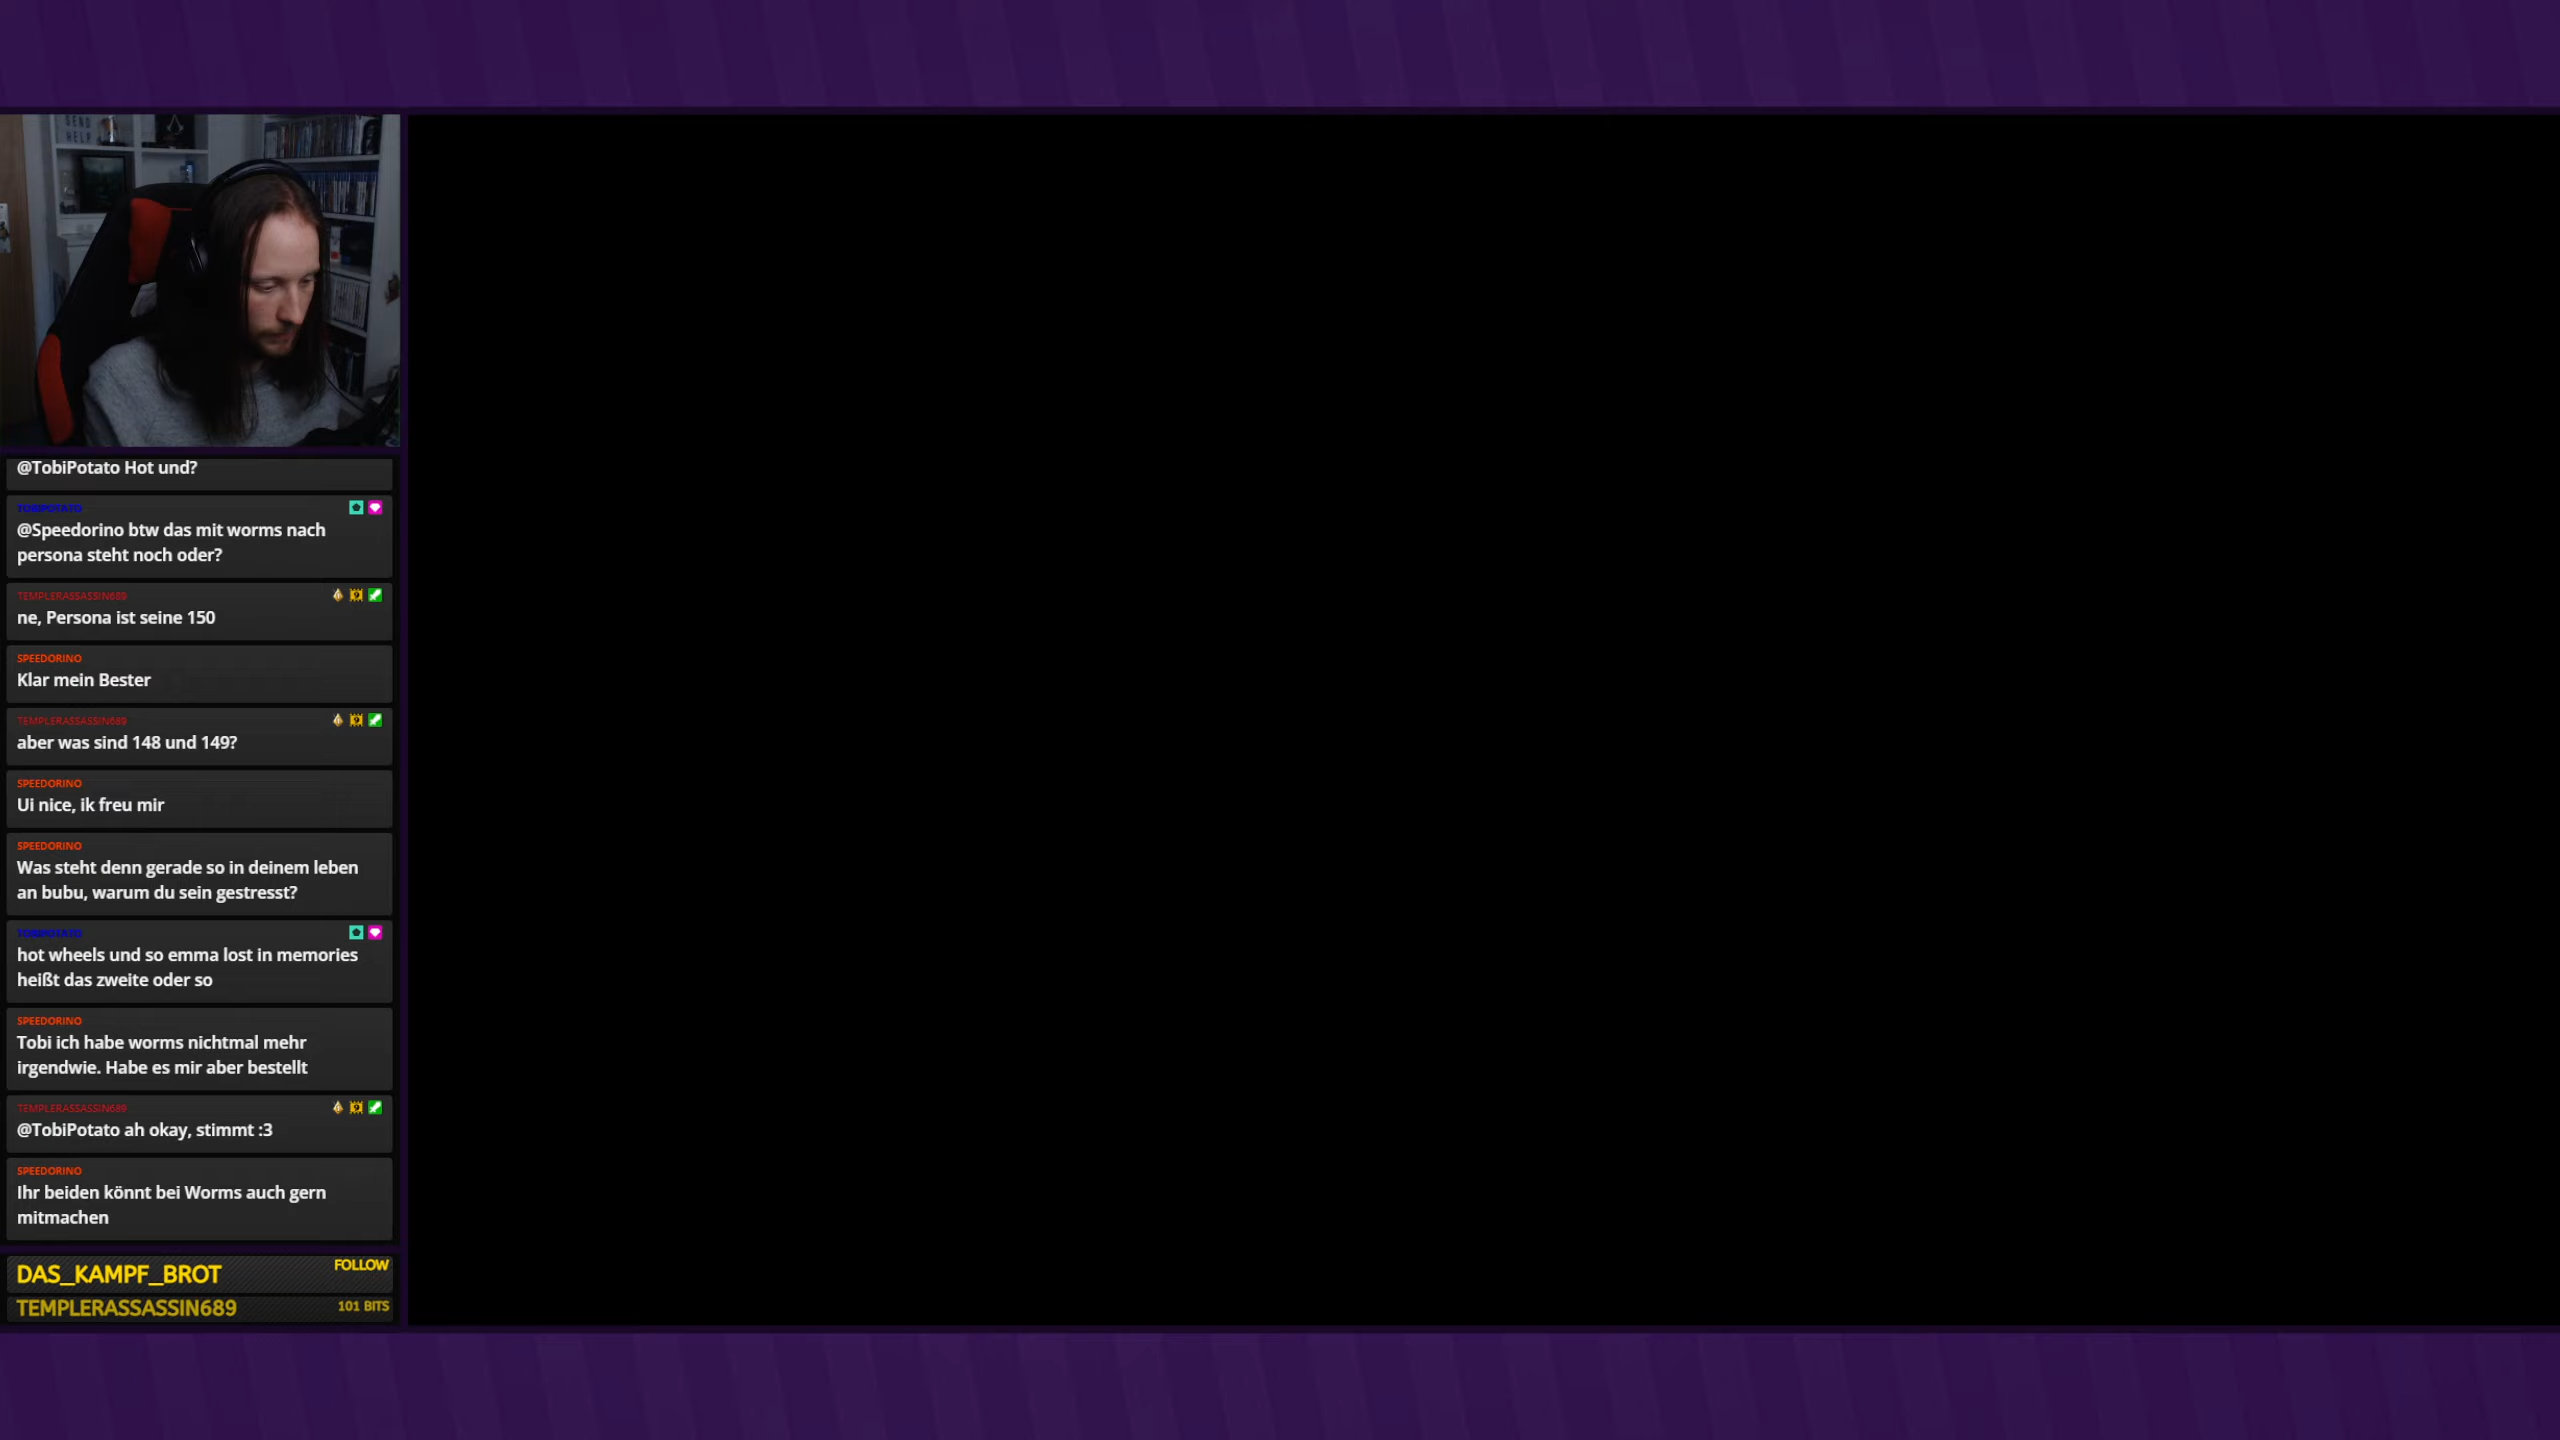 SEND
HELP
@TobiPotato Hot und?
TOBIPOTATO
@Speedorino btw das mit worms nach
persona steht noch oder?
TEMPLERASSASSIN689
ne, Persona ist seine 150
SPEEDORINO
Klar mein Bester
TEMPLERASSASSIN689
aber was sind 148 und 149?
SPEEDORINO
Ui nice, ik freu mir
SPEEDORINO
Was steht denn gerade so in deinem leben
an bubu, warum du sein gestresst?
TOBIPOTATO
hot wheels und so emma lost in memories
heißt das zweite oder so
SPEEDORINO
Tobi ich habe worms nichtmal mehr
irgendwie. Habe es mir aber bestellt
TEMPLERASSASSIN689
@TobiPotato ah okay, stimmt :3
SPEEDORINO
Ihr beiden könnt bei Worms auch gern
mitmachen
DAS_KAMPF_BROT FOLLOW
TEMPLERASSASSIN689 101 BITS